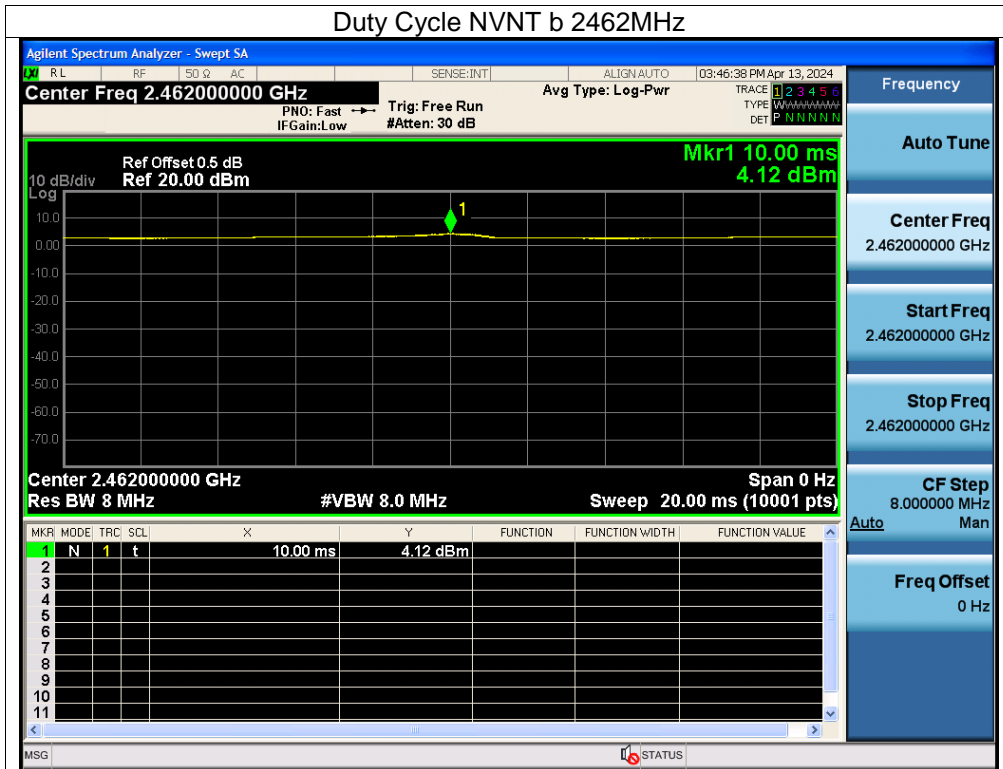 Duty Cycle NVNT b 2462MHz
Agilent Spectrum Analyzer - Swept SA
LXI RL RF 50 Ω AC SENSE:INT ALIGN AUTO 03:46:38 PM Apr 13, 2024
Center Freq 2.462000000 GHz
PNO: Fast
IFGain:Low
Trig: Free Run
#Atten: 30 dB
Avg Type: Log-Pwr
TRACE 1 2 3 4 5 6
TYPE WWWWWW
DET P N N N N N
Mkr1 10.00 ms
4.12 dBm
Ref Offset 0.5 dB
10 dB/div Ref 20.00 dBm
Log
1
10.0
0.00
-10.0
-20.0
-30.0
-40.0
-50.0
-60.0
-70.0
Center 2.462000000 GHz Span 0 Hz
Res BW 8 MHz #VBW 8.0 MHz Sweep 20.00 ms (10001 pts)
MKR MODE TRC SCL X Y FUNCTION FUNCTION WIDTH FUNCTION VALUE
1 N 1 t 10.00 ms 4.12 dBm
2
3
4
5
6
7
8
9
10
11
MSG STATUS
Frequency
Auto Tune
Center Freq
2.462000000 GHz
Start Freq
2.462000000 GHz
Stop Freq
2.462000000 GHz
CF Step
8.000000 MHz
Auto Man
Freq Offset
0 Hz